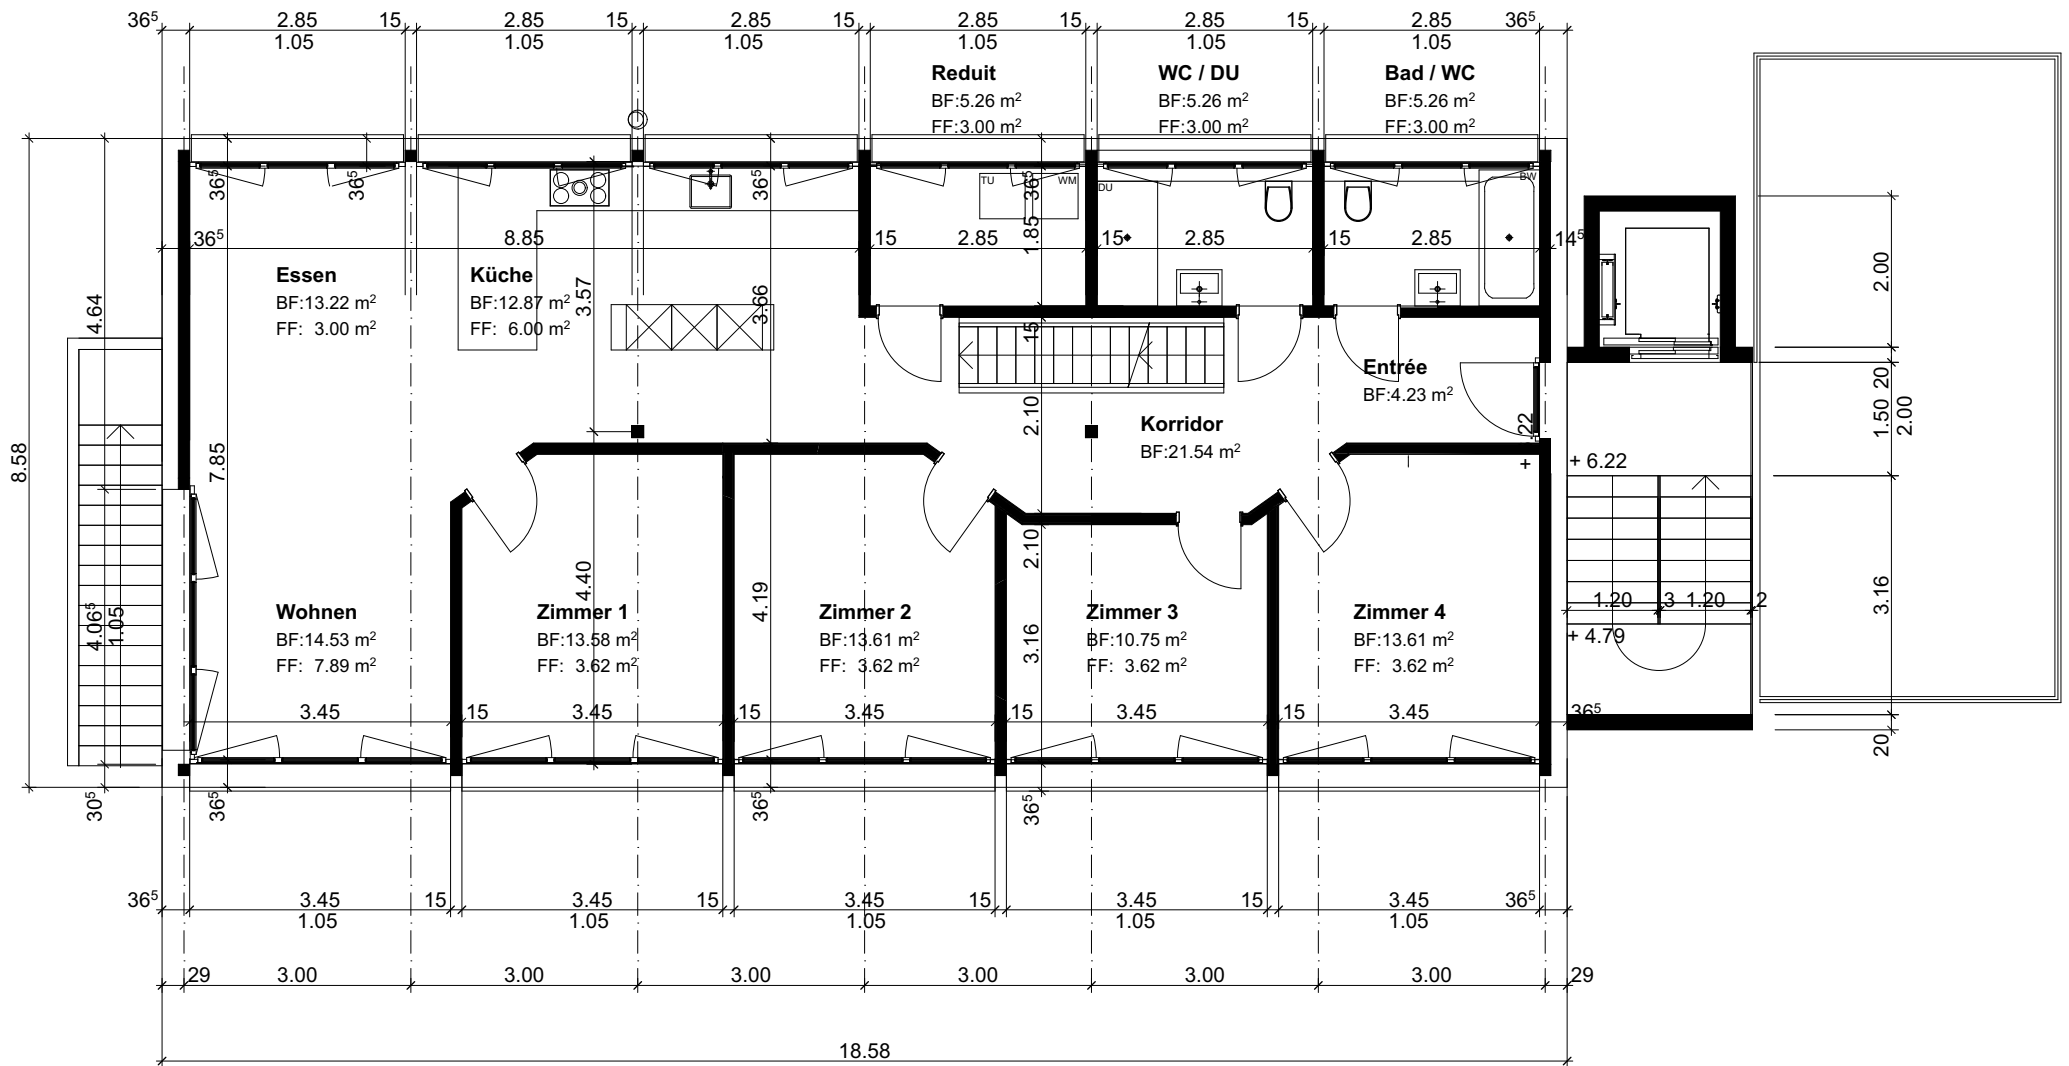 36⁵ 2.85 15 2.85 15 2.85 2.85 15 2.85 15 2.85 36⁵
1.05 1.05 1.05 1.05 1.05 1.05
Reduit
BF:5.26 m²
FF:3.00 m²
WC / DU
BF:5.26 m²
FF:3.00 m²
Bad / WC
BF:5.26 m²
FF:3.00 m²
36⁵ 36⁵ 36⁵ 36⁵
TU WM DU BW
1.85
36⁵ 8.85 15 2.85 15 2.85 15 2.85 14⁵
Essen
BF:13.22 m²
FF: 3.00 m²
Küche
BF:12.87 m²
FF: 6.00 m²
3.57
3.66
15
4.64
8.58
7.85
2.00
20
1.50
2.00
Entrée
BF:4.23 m²
2.10
Korridor
BF:21.54 m²
.22
+
+ 6.22
2.10
4.40
4.19
3.16
3.16
4.06⁵
1.05
1.20 3 1.20 2
+ 4.79
Wohnen
BF:14.53 m²
FF: 7.89 m²
Zimmer 1
BF:13.58 m²
FF: 3.62 m²
Zimmer 2
BF:13.61 m²
FF: 3.62 m²
Zimmer 3
BF:10.75 m²
FF: 3.62 m²
Zimmer 4
BF:13.61 m²
FF: 3.62 m²
3.45 15 3.45 15 3.45 15 3.45 15 3.45 36⁵
20
30⁵ 36⁵ 36⁵ 36⁵
36⁵ 3.45 15 3.45 15 3.45 15 3.45 15 3.45 36⁵
1.05 1.05 1.05 1.05 1.05
29 3.00 3.00 3.00 3.00 3.00 3.00 29
18.58